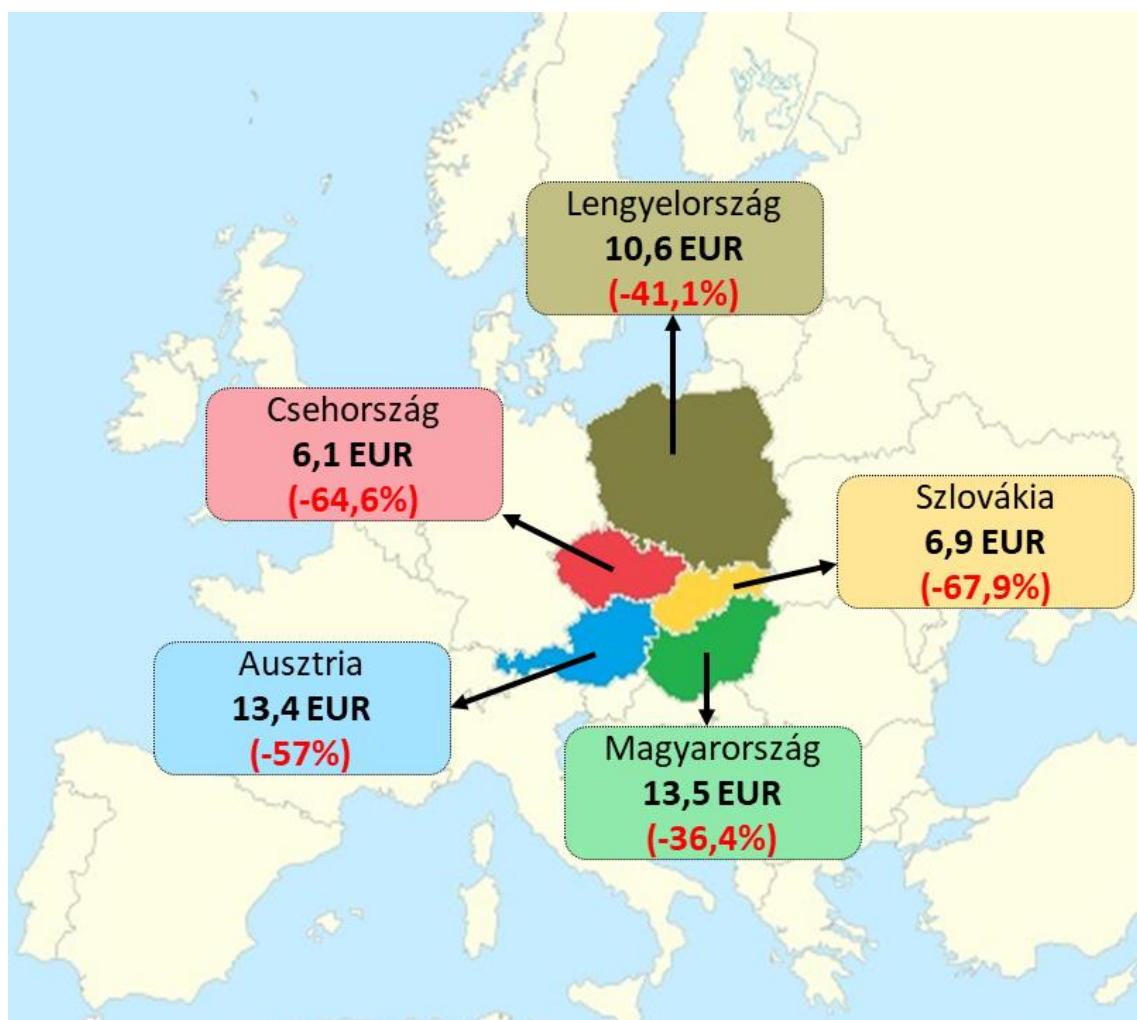 Lengyelország
10,6 EUR
(-41,1%)
Csehország
6,1 EUR
(-64,6%)
Szlovákia
6,9 EUR
(-67,9%)
Ausztria
13,4 EUR
(-57%)
Magyarország
13,5 EUR
(-36,4%)